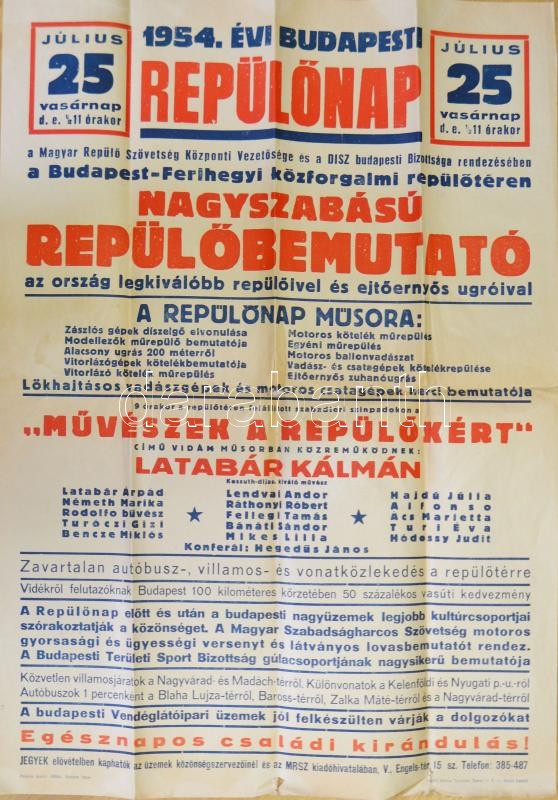 1954. ÉVI BUDAPESTI
REPÜLŐNAP
JÚLIUS
25
vasárnap
d. e. ½11 órakor
JÚLIUS
25
vasárnap
d. e. ½11 órakor
a Magyar Repülő Szövetség Központi Vezetősége és a DISZ budapesti Bizottsága rendezésében
a Budapest-Ferihegyi közforgalmi repülőtéren
NAGYSZABÁSÚ
REPÜLŐBEMUTATÓ
az ország legkiválóbb repülőivel és ejtőernyős ugróival
A REPÜLŐNAP MŰSORA:
Zászlós gépek díszelgő elvonulása
Modellezők műrepülő bemutatója
Alacsony ugrás 200 méterről
Vitorlázógépek kötelékbemutatója
Vitorlázó kötelék műrepülés
Motoros kötelék műrepülés
Egyéni műrepülés
Motoros ballonvadászat
Vadász- és csatagépek kötelékrepülése
Ejtőernyős zuhanóugrás
Lökhajtásos vadászgépek és motoros csatagépek harci bemutatója
9 órakor a repülőtéren felállított szabadtéri színpadokon a
„MŰVÉSZEK A REPÜLŐKÉRT"
CÍMŰ VIDÁM MŰSORBAN KÖZREMŰKÖDNEK:
LATABÁR KÁLMÁN
Kossuth-díjas kiváló művész
Latabár Árpád
Németh Marika
Rodolfo bűvész
Turóczi Gizi
Bencze Miklós
Lendvai Andor
Ráthonyi Róbert
Fellegi Tamás
Bánáti Sándor
Mikes Lilla
Hajdú Júlia
Alfonso
Ács Marietta
Turi Éva
Hódossy Judit
Konferál: Hegedűs János
Zavartalan autóbusz-, villamos- és vonatközlekedés a repülőtérre
Vidékről felutazóknak Budapest 100 kilométeres körzetében 50 százalékos vasúti kedvezmény
A Repülőnap előtt és után a budapesti nagyüzemek legjobb kultúrcsoportjai
szórakoztatják a közönséget. A Magyar Szabadságharcos Szövetség motoros
gyorsasági és ügyességi versenyt és látványos lovasbemutatót rendez.
A Budapesti Területi Sport Bizottság gúlacsoportjának nagysikerű bemutatója
Közvetlen villamosjáratok a Nagyvárad- és Madách-térről. Különvonatok a Kelenföldi és Nyugati p.-u.-ról
Autóbuszok 1 percenként a Blaha Lujza-térről, Baross-térről, Zalka Máté-térről és a Nagyvárad-térről
A budapesti Vendéglátóipari üzemek jól felkészülten várják a dolgozókat
Egésznapos családi kirándulás!
JEGYEK elővételben kaphatók az üzemek közönségszervezőinél és az MRSZ kiadóhivatalában, V., Engels-tér 15 sz. Telefon: 385-487
darabanth